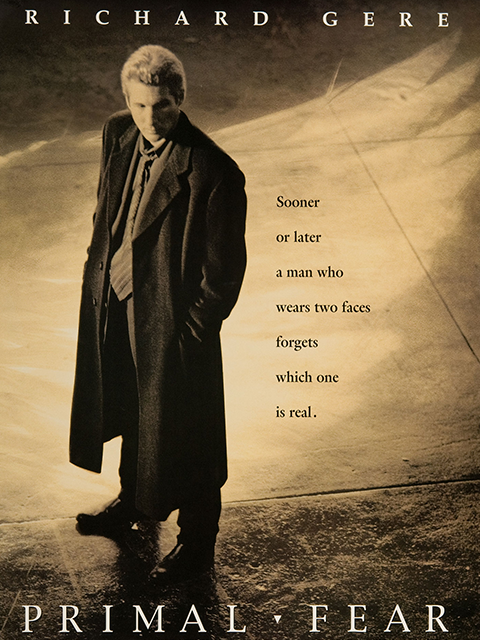 RICHARD GERE
Sooner
or later
a man who
wears two faces
forgets
which one
is real.
PRIMAL ▾ FEAR